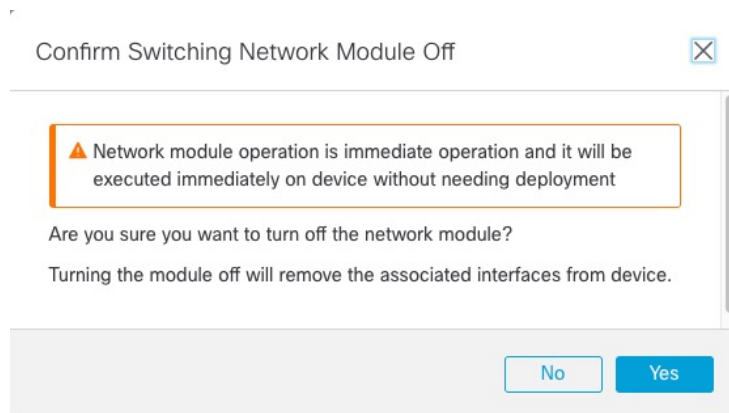 Confirm Switching Network Module Off
Network module operation is immediate operation and it will be
executed immediately on device without needing deployment
Are you sure you want to turn off the network module?
Turning the module off will remove the associated interfaces from device.
No
Yes